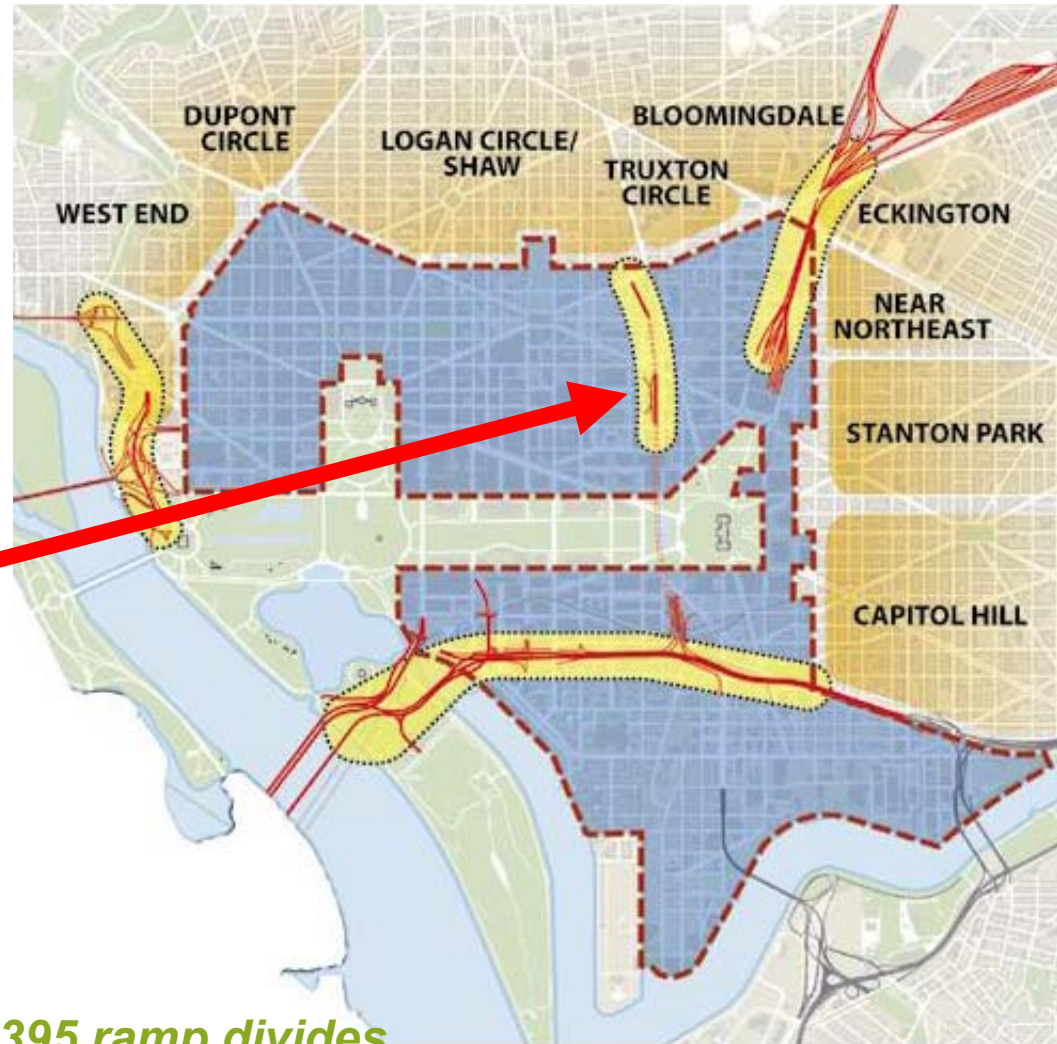 DUPONT
CIRCLE
LOGAN CIRCLE/
SHAW
BLOOMINGDALE
TRUXTON
CIRCLE
WEST END
ECKINGTON
NEAR
NORTHEAST
STANTON PARK
CAPITOL HILL
395 ramp divides